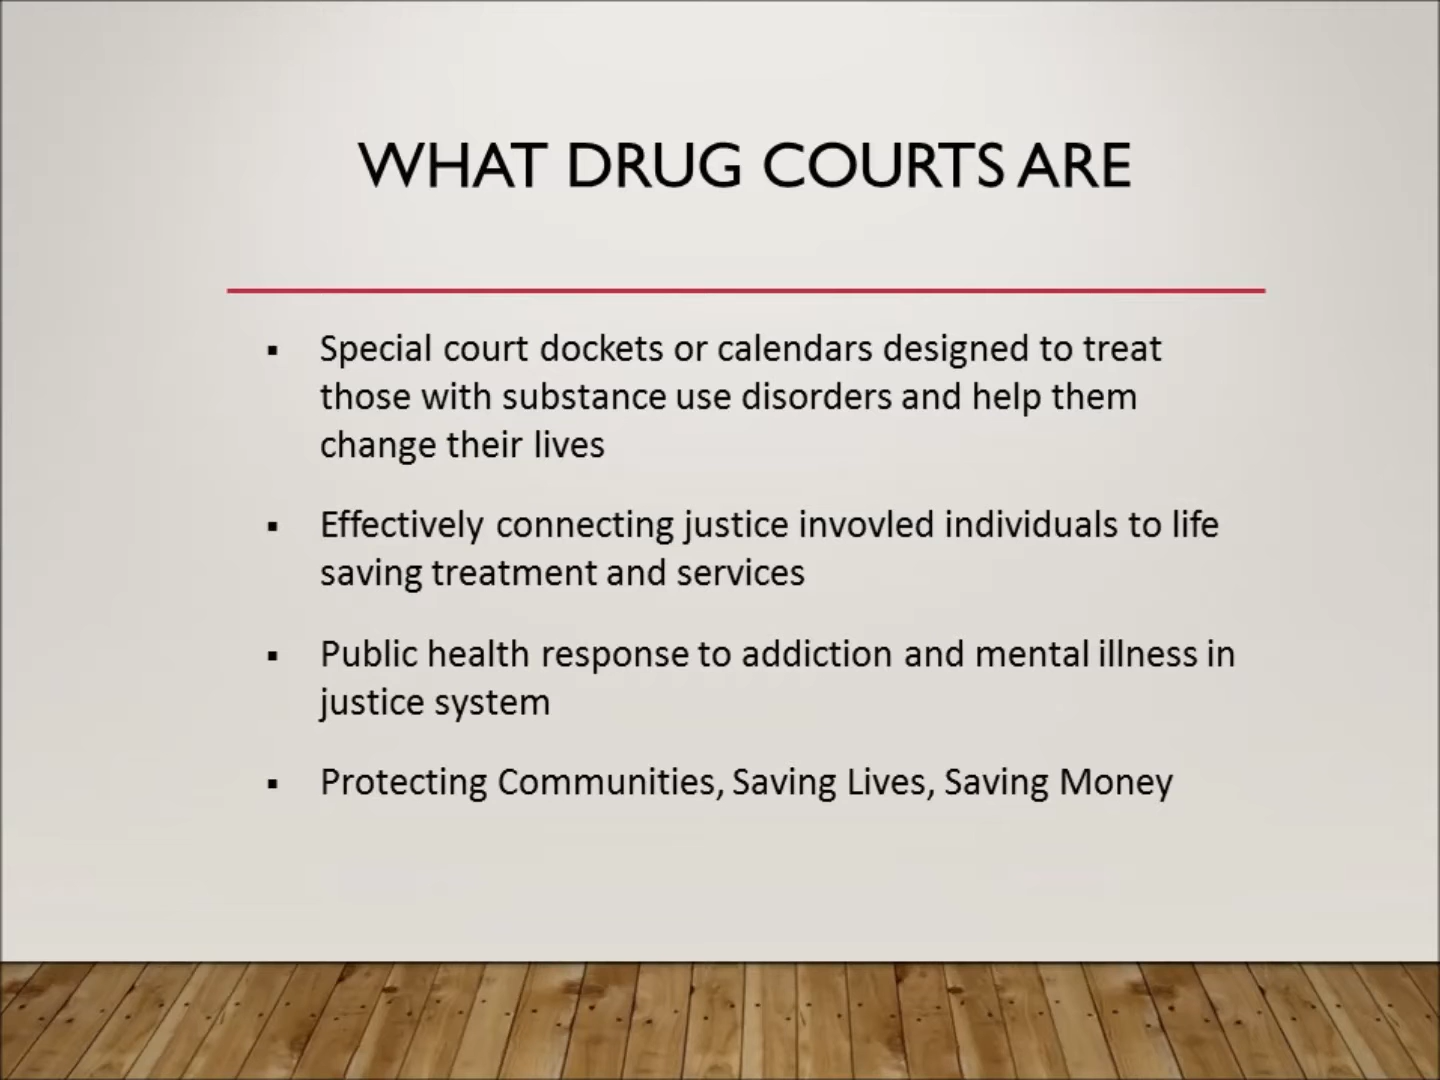 WHAT DRUG COURTS ARE
▪ Special court dockets or calendars designed to treat
those with substance use disorders and help them
change their lives
▪ Effectively connecting justice invovled individuals to life
saving treatment and services
▪ Public health response to addiction and mental illness in
justice system
▪ Protecting Communities, Saving Lives, Saving Money